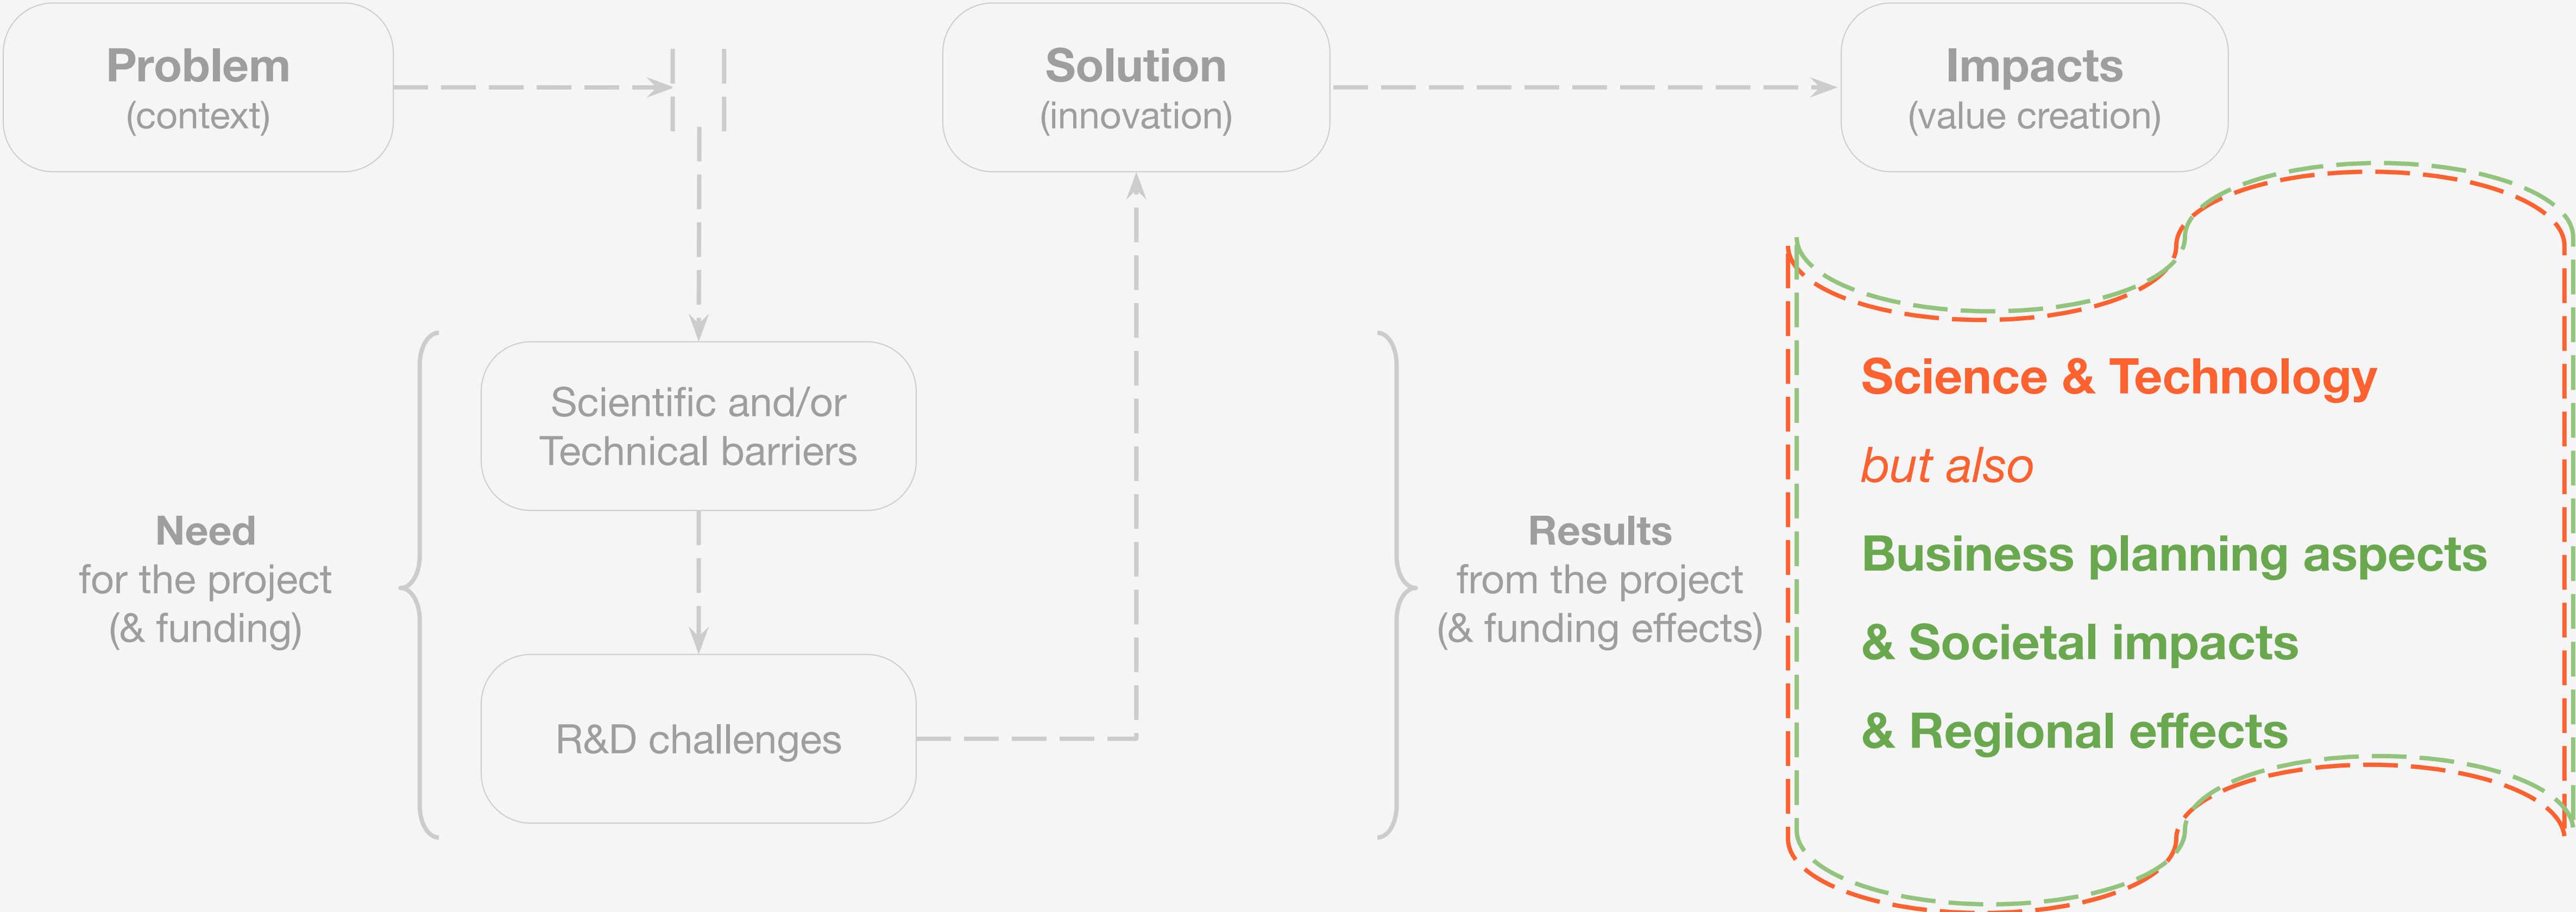 Problem
(context)
Solution
(innovation)
Impacts
(value creation)
Scientific and/or
Technical barriers
Need
for the project
(& funding)
R&D challenges
Results
from the project
(& funding effects)
Science & Technology
but also
Business planning aspects
& Societal impacts
& Regional effects